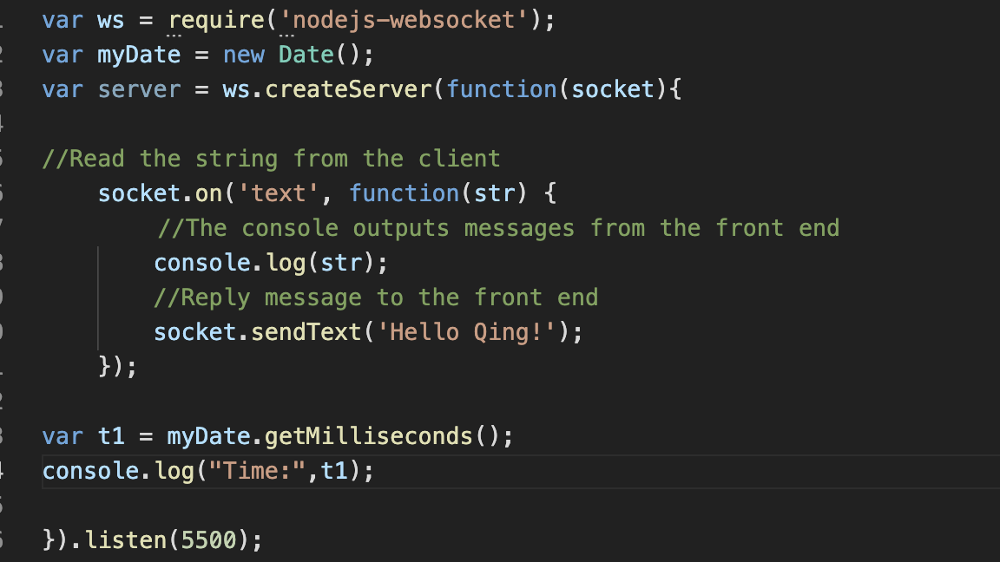 var ws = require('nodejs-websocket');
var myDate = new Date();
var server = ws.createServer(function(socket){
//Read the string from the client
socket.on('text', function(str) {
//The console outputs messages from the front end
console.log(str);
//Reply message to the front end
socket.sendText('Hello Qing!');
});
var t1 = myDate.getMilliseconds();
console.log("Time:",t1);
}).listen(5500);